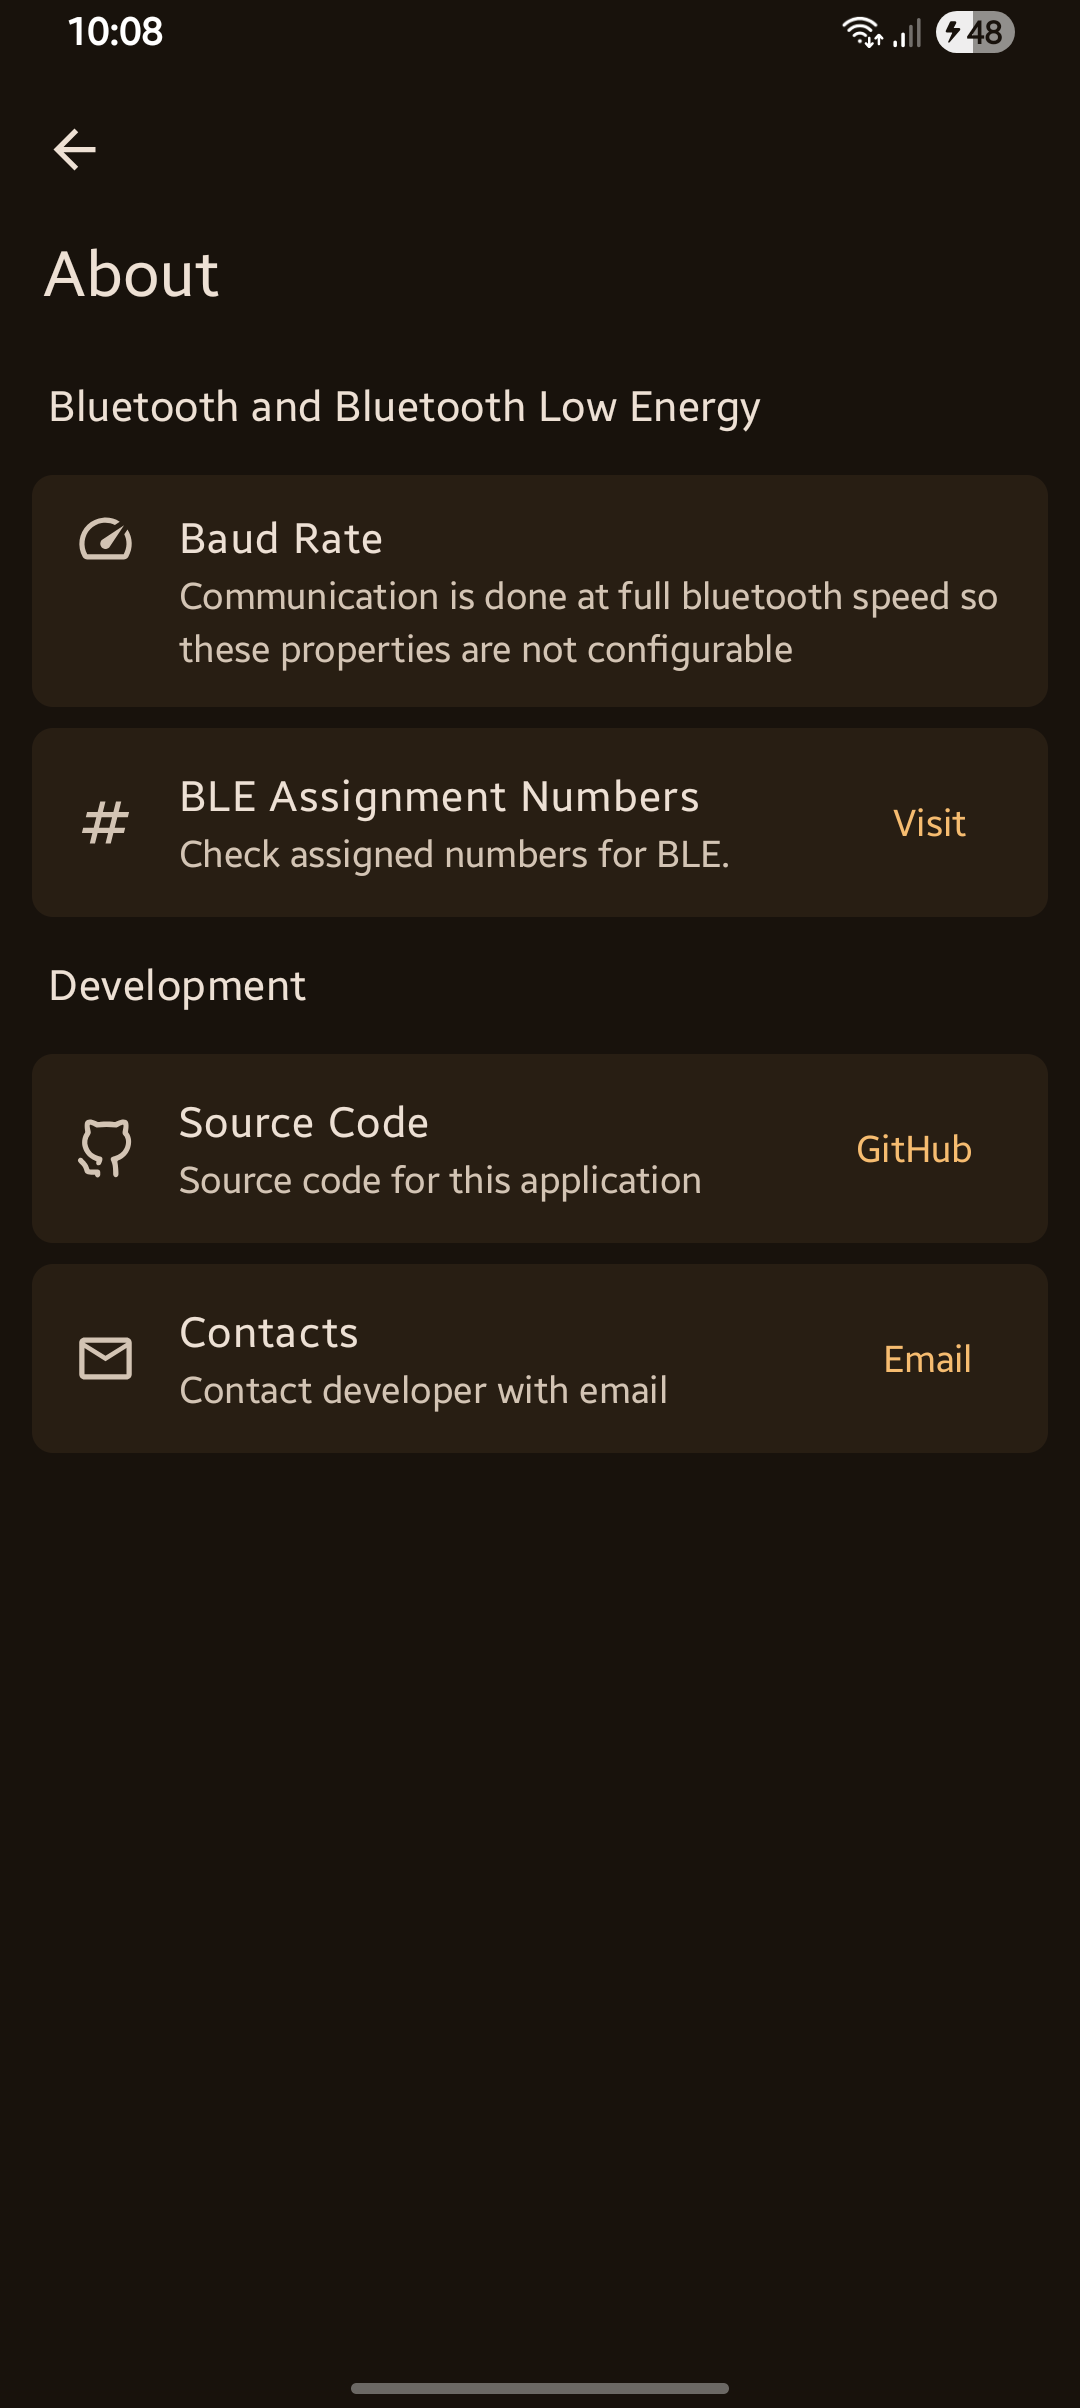 10:08
48
About
Bluetooth and Bluetooth Low Energy
Baud Rate
Communication is done at full bluetooth speed so
these properties are not configurable
BLE Assignment Numbers
Check assigned numbers for BLE.
Visit
Development
Source Code
Source code for this application
GitHub
Contacts
Contact developer with email
Email